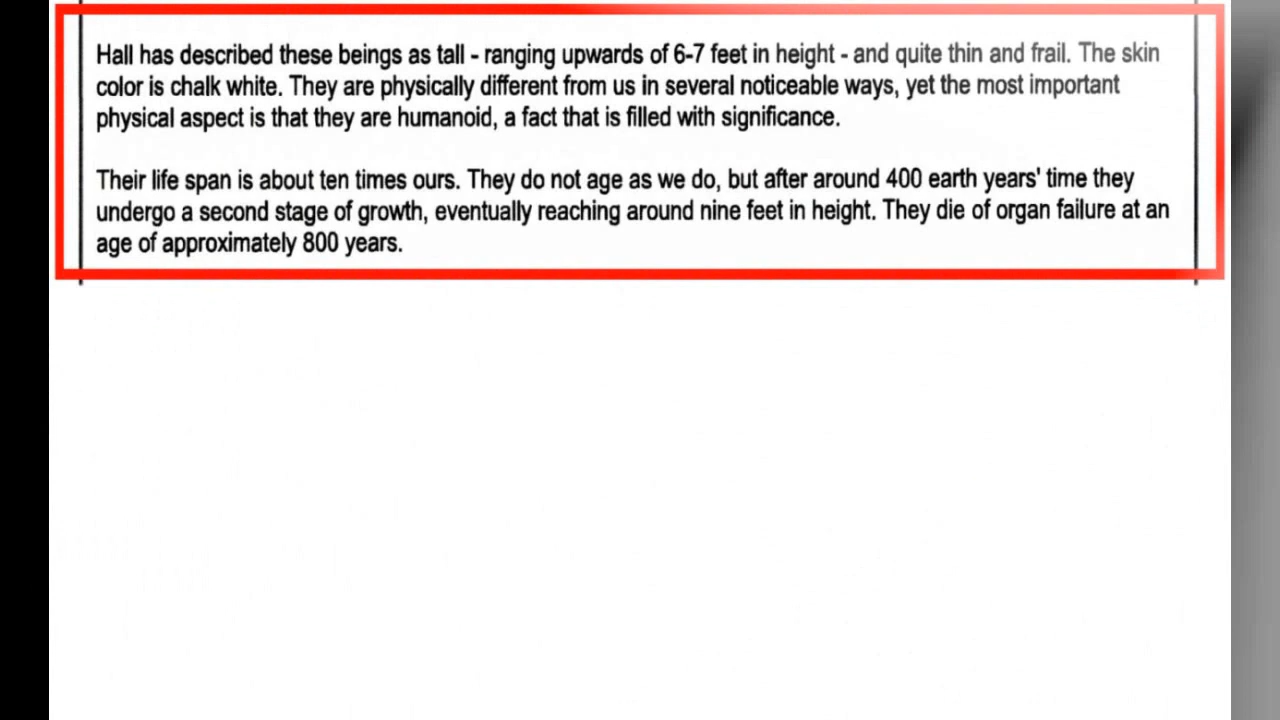 Hall has described these beings as tall - ranging upwards of 6-7 feet in height - and quite thin and frail. The skin
color is chalk white. They are physically different from us in several noticeable ways, yet the most important
physical aspect is that they are humanoid, a fact that is filled with significance.
Their life span is about ten times ours. They do not age as we do, but after around 400 earth years' time they
undergo a second stage of growth, eventually reaching around nine feet in height. They die of organ failure at an
age of approximately 800 years.